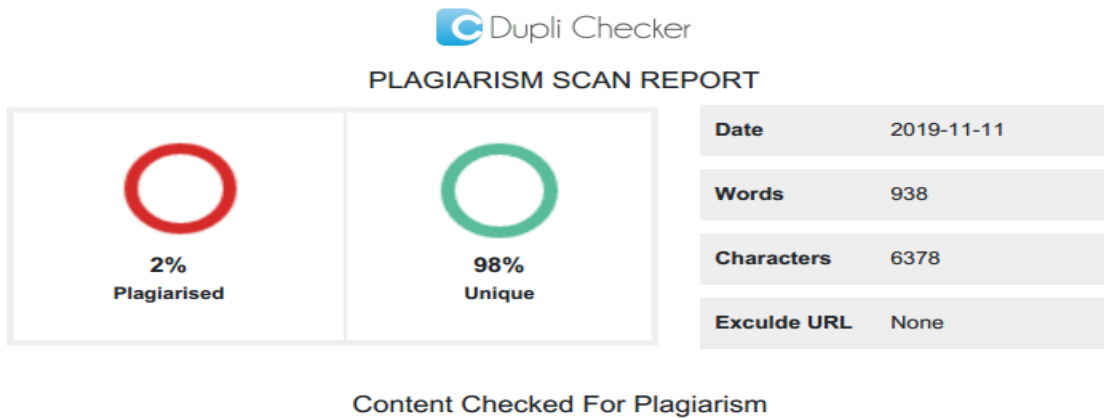 Dupli Checker
PLAGIARISM SCAN REPORT
2%
Plagiarised
98%
Unique
Date 2019-11-11
Words 938
Characters 6378
Exculde URL None
Content Checked For Plagiarism